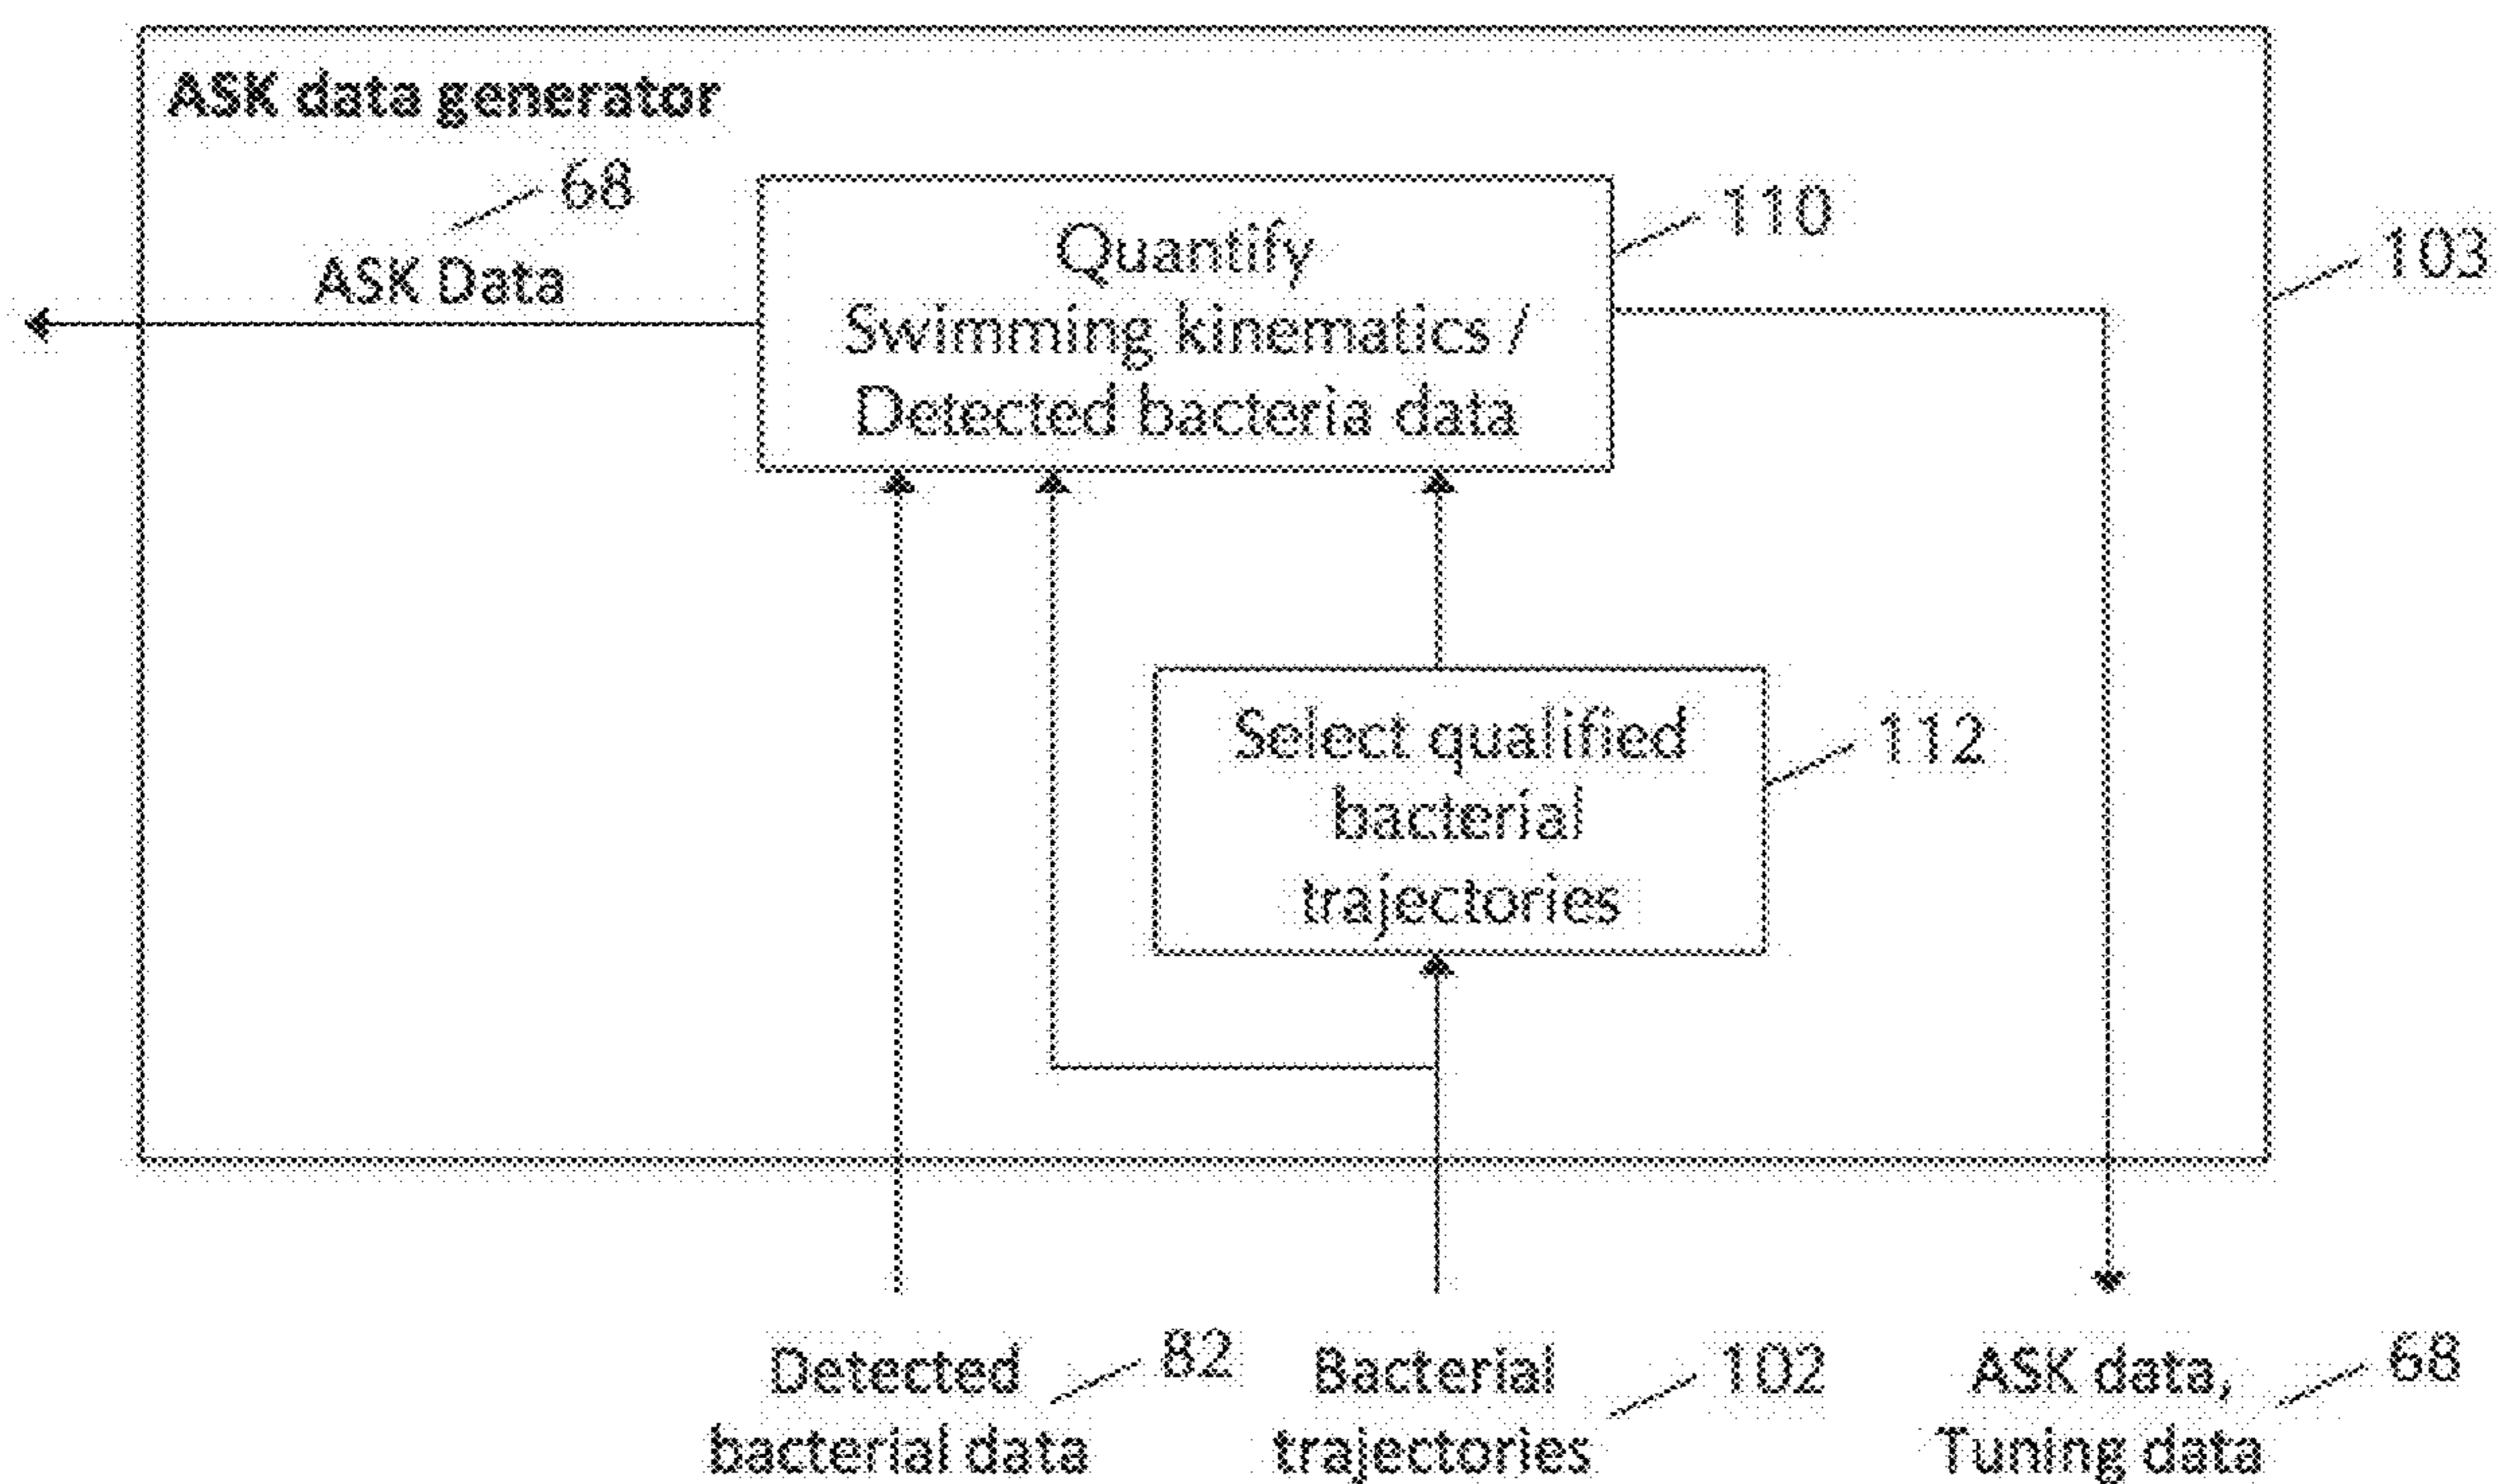 ASK data generator
68
ASK Data
Quantify
Swimming kinematics /
Detected bacteria data
110
103
Select qualified
bacterial
trajectories
112
Detected
bacterial data
82
Bacterial
trajectories
102
ASK data,
Tuning data
68